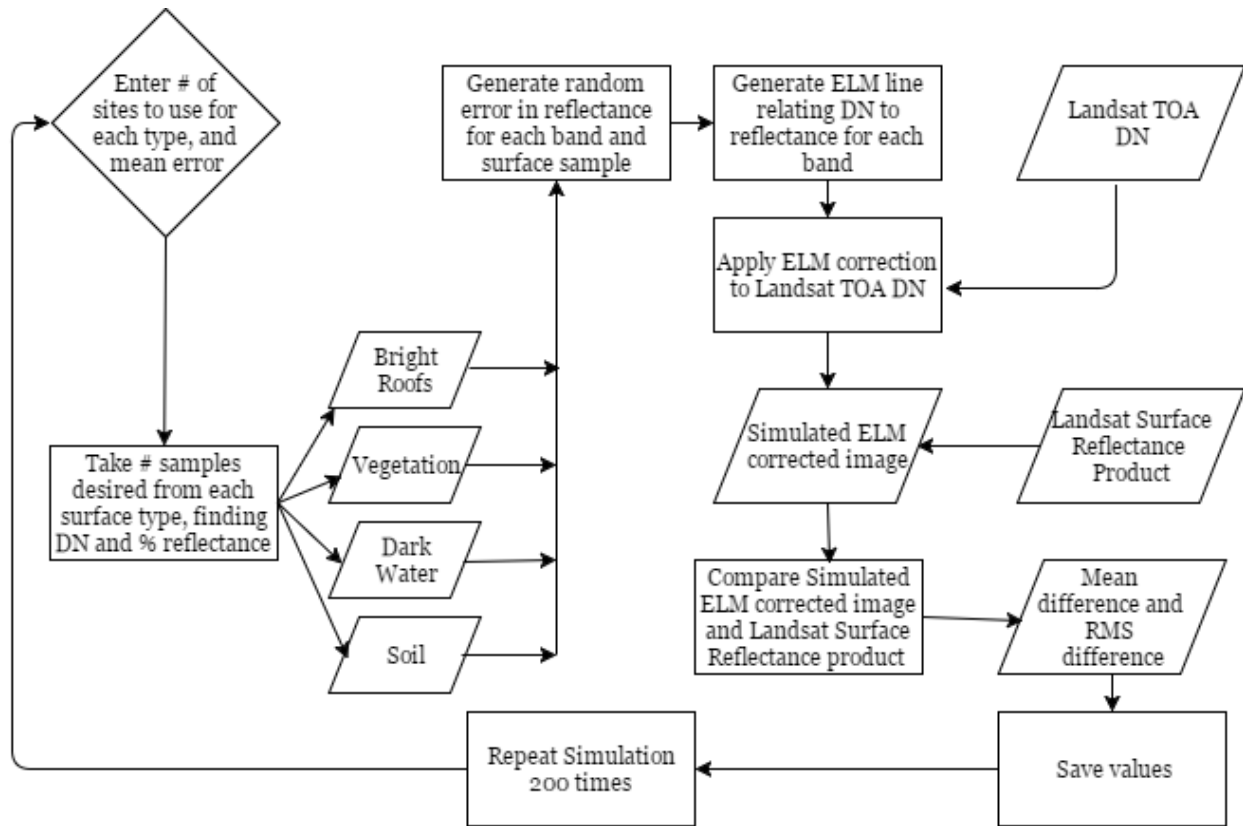 Enter # of
sites to use for
each type, and
mean error
Generate random
error in reflectance
for each band and
surface sample
Generate ELM line
relating DN to
reflectance for each
band
Landsat TOA
DN
Apply ELM correction
to Landsat TOA DN
Bright
Roofs
Vegetation
Dark
Water
Soil
Take # samples
desired from each
surface type, finding
DN and % reflectance
Simulated ELM
corrected image
Landsat Surface
Reflectance
Product
Compare Simulated
ELM corrected image
and Landsat Surface
Reflectance product
Mean
difference and
RMS
difference
Repeat Simulation
200 times
Save values